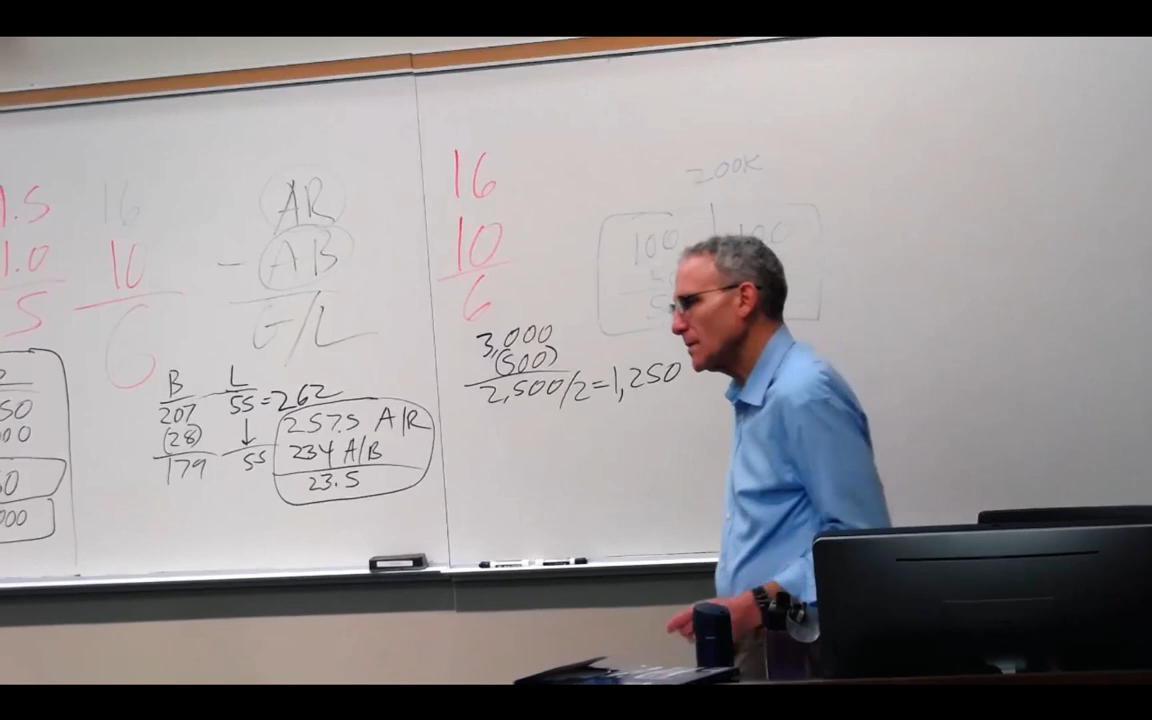 1.5
1.0
5
50
00
50
000
16
10
6
AR
- AB
G/L
B L
207 55 = 262
(28) ↓
179 55
257.5 A/R
234 A/B
23.5
16
10
6
3,000
(500)
2,500/2=1,250
200K
100 100